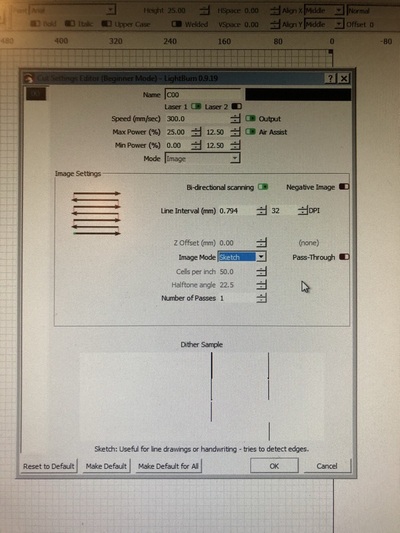 Font Arial Height 25.00 HSpace 0.00 Align X Middle Normal
Bold Italic Upper Case Welded VSpace 0.00 Align Y Middle Offset 0
480 400 320 240 160 80 0 -80
Cut Settings Editor (Beginner Mode) - LightBurn 0.9.19
Name C00
Laser 1 Laser 2
Speed (mm/sec) 300.0 Output
Max Power (%) 25.00 12.50 Air Assist
Min Power (%) 0.00 12.50
Mode Image
Image Settings
Bi-directional scanning Negative Image
Line Interval (mm) 0.794 32 DPI
Z Offset (mm) 0.00 (none)
Image Mode Sketch Pass-Through
Cells per inch 50.0
Halftone angle 22.5
Number of Passes 1
Dither Sample
Sketch: Useful for line drawings or handwriting - tries to detect edges.
Reset to Default Make Default Make Default for All OK Cancel